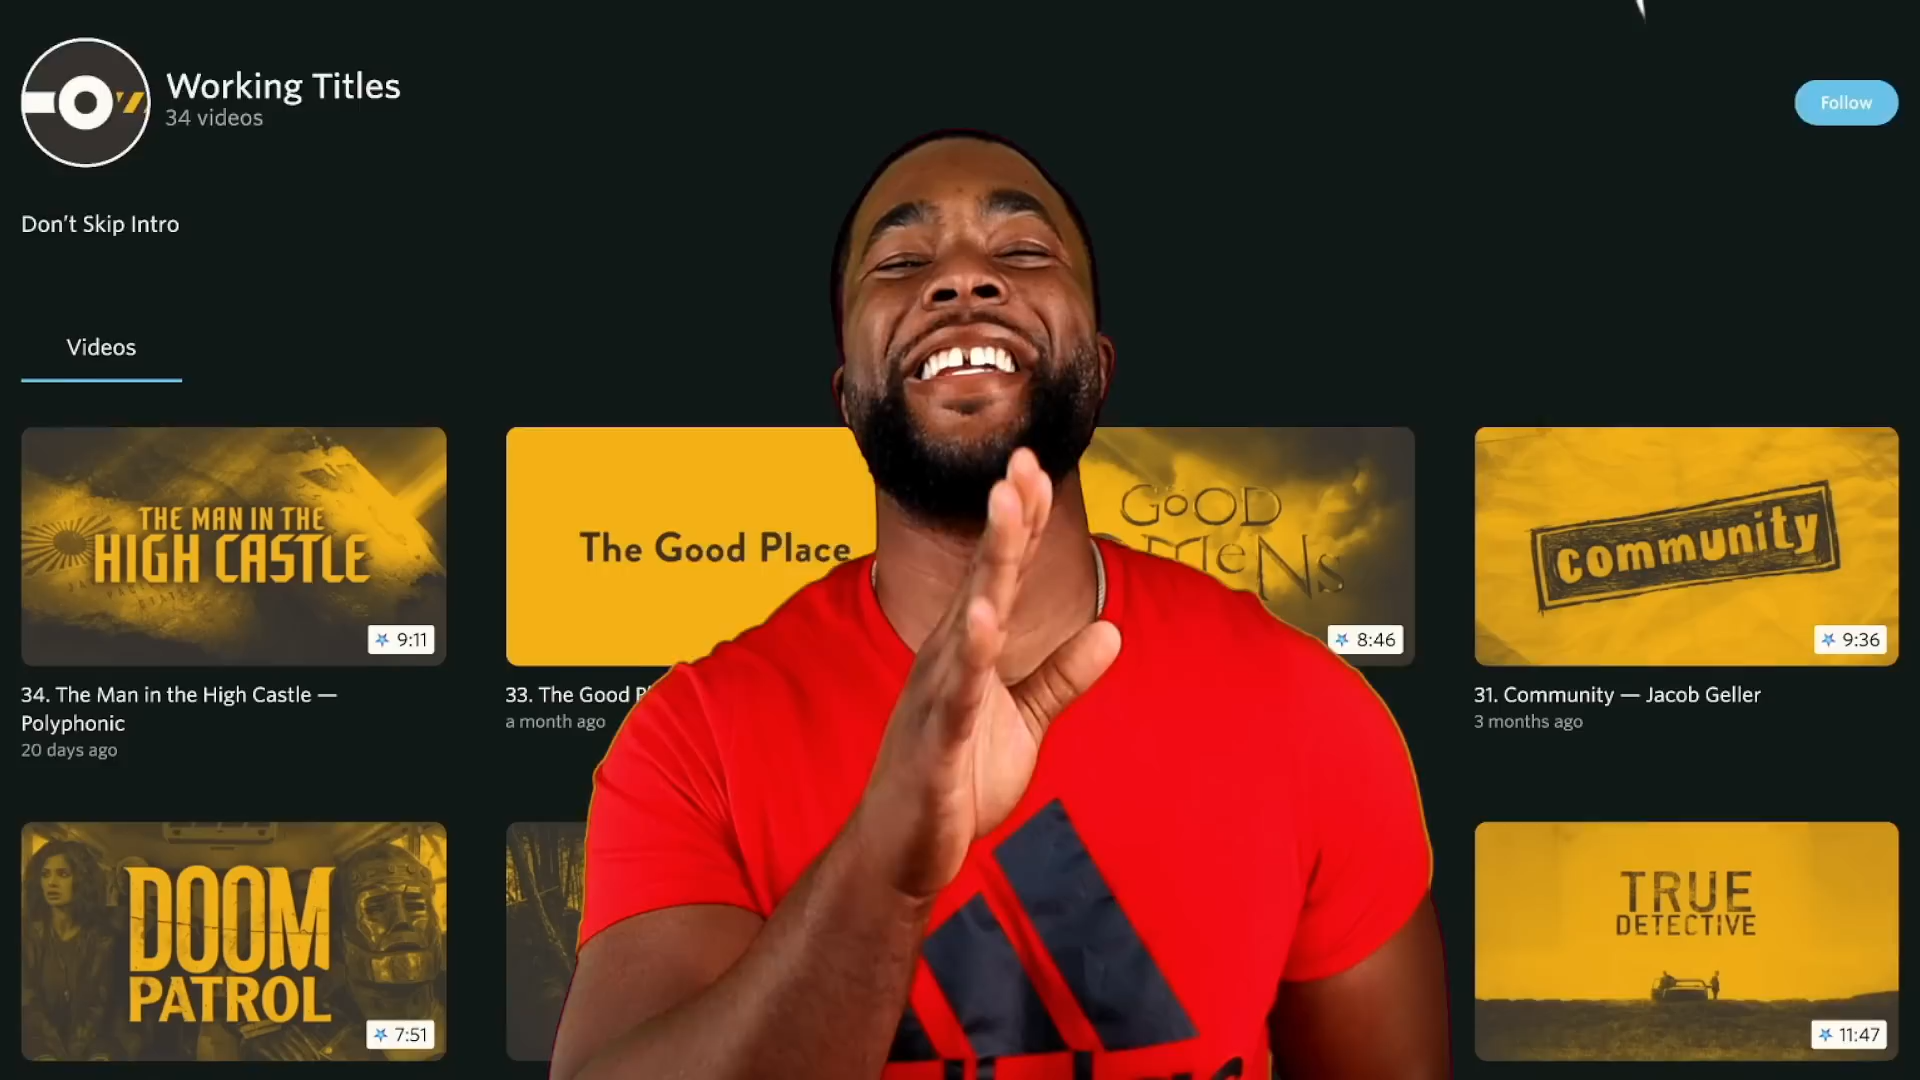 Working Titles
34 videos
Follow
Don't Skip Intro
Videos
THE MAN IN THE
HIGH CASTLE
9:11
The Good Place
GOOD
8:46
community
9:36
34. The Man in the High Castle —
Polyphonic
20 days ago
33. The Good
a month ago
31. Community — Jacob Geller
3 months ago
DOOM
PATROL
7:51
TRUE
DETECTIVE
11:47